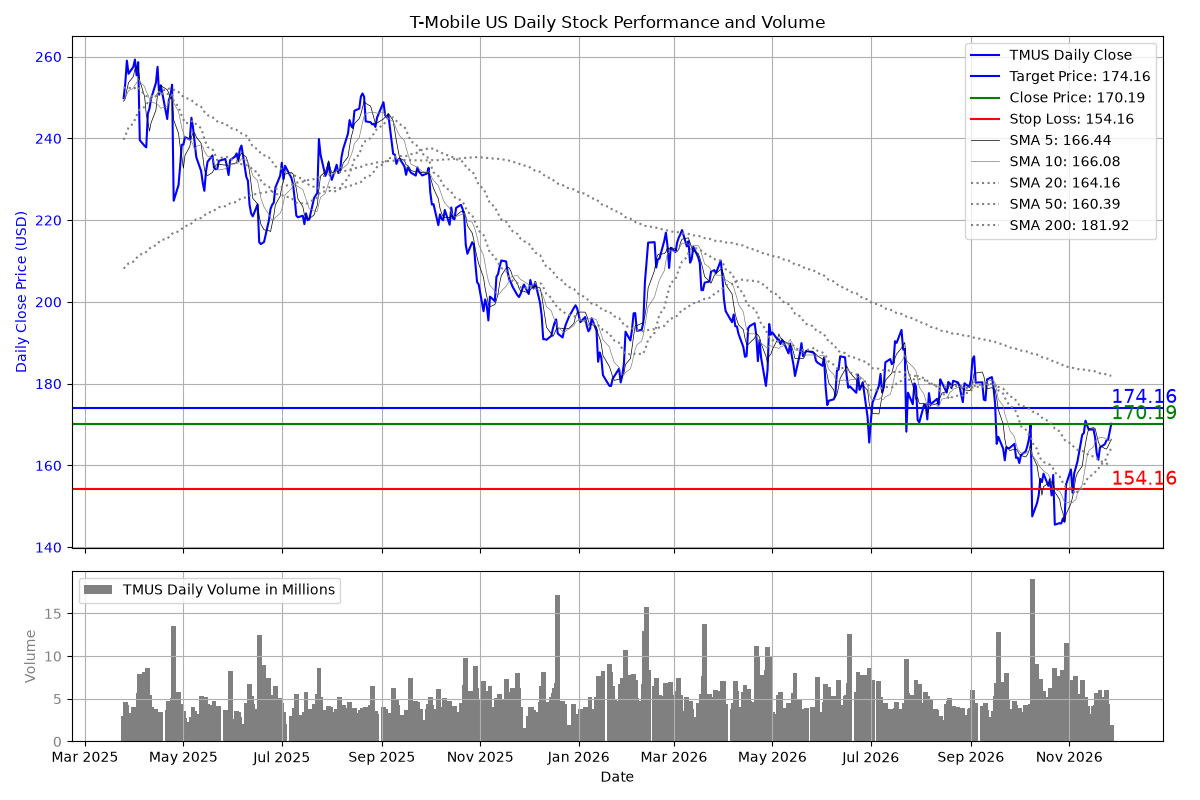 T-Mobile US Daily Stock Performance and Volume
Daily Close Price (USD)
260
240
220
200
180
160
140
TMUS Daily Close
Target Price: 174.16
Close Price: 170.19
Stop Loss: 154.16
SMA 5: 166.44
SMA 10: 166.08
SMA 20: 164.16
SMA 50: 160.39
SMA 200: 181.92
174.16
170.19
154.16
TMUS Daily Volume in Millions
Volume
15
10
5
0
Mar 2025 May 2025 Jul 2025 Sep 2025 Nov 2025 Jan 2026 Mar 2026 May 2026 Jul 2026 Sep 2026 Nov 2026
Date